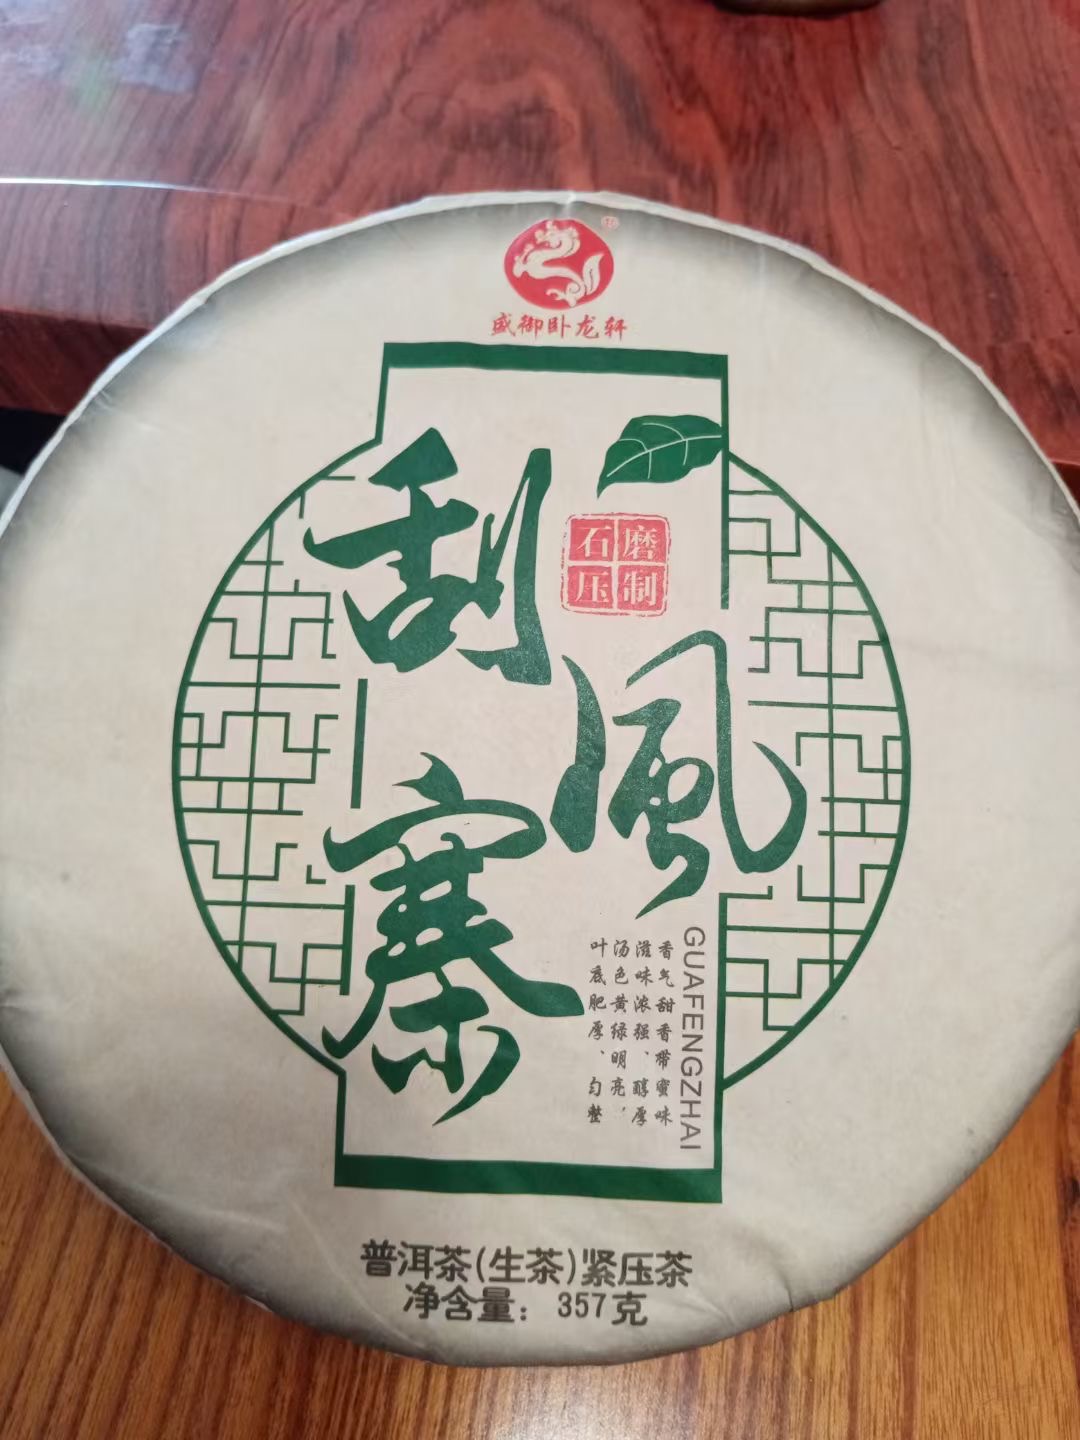 盛御卧龙轩
刮風寨
石磨
压制
GUAFENGZHAI
香气甜香带蜜味
滋味浓强、醇厚
汤色黄绿明亮、
叶底肥厚、匀整
普洱茶(生茶)紧压茶
净含量：357克